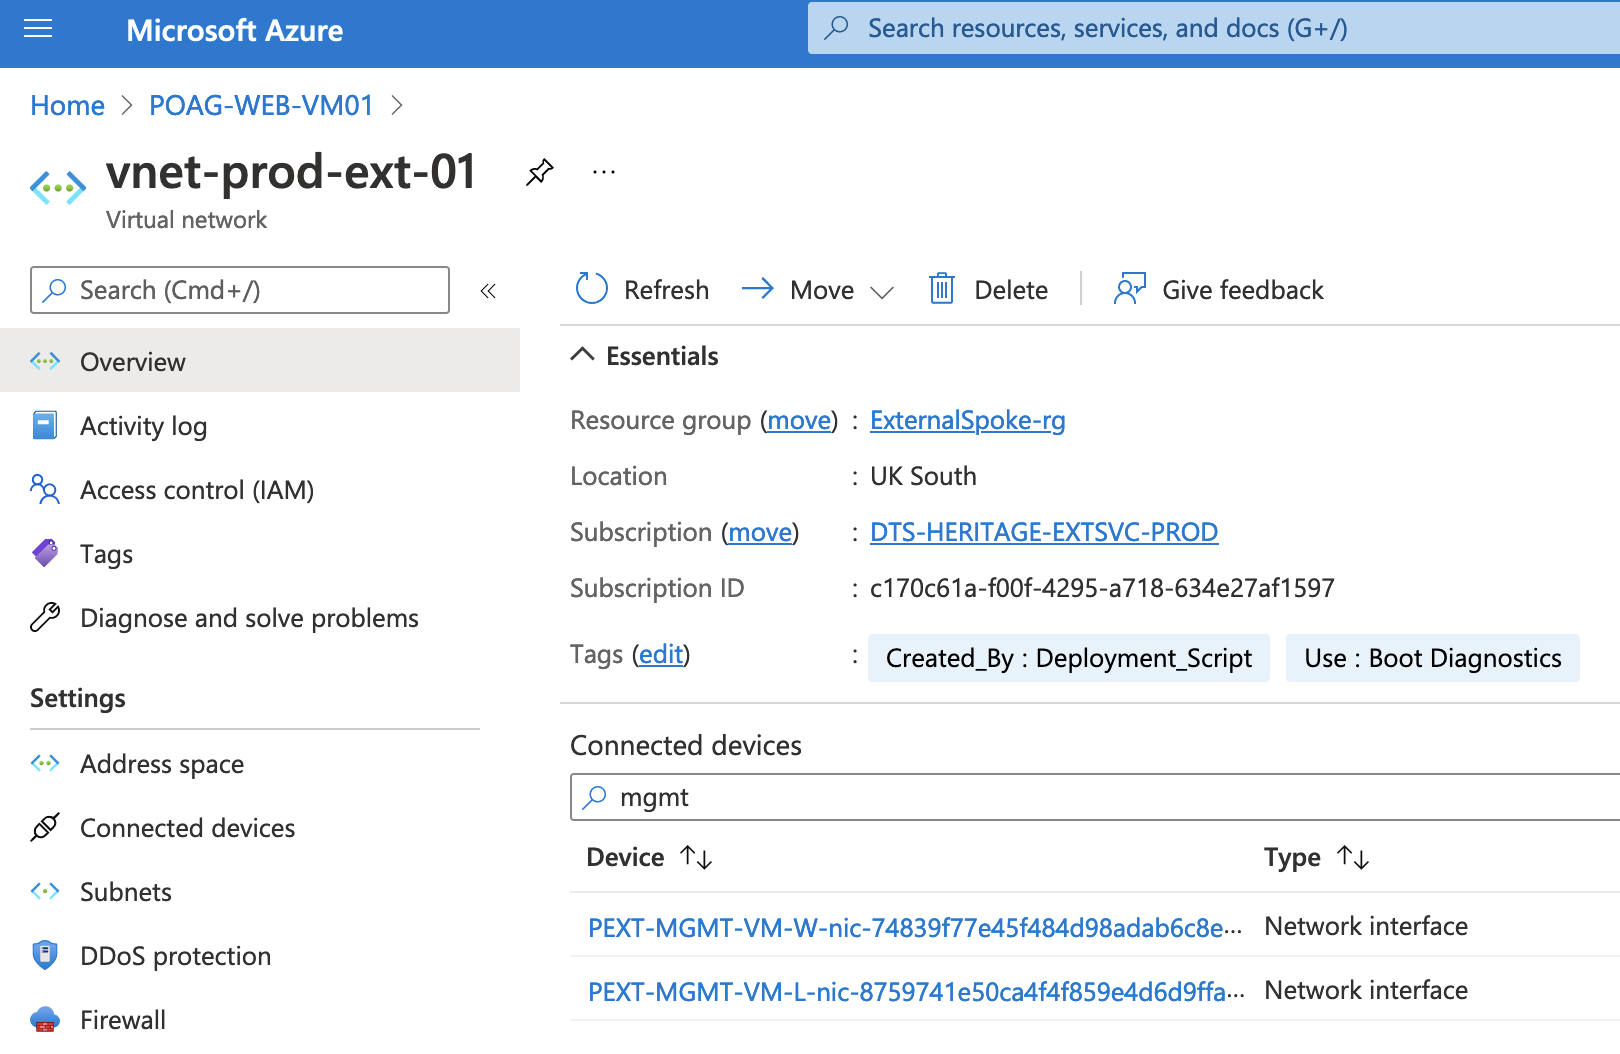 Microsoft Azure
Search resources, services, and docs (G+/)
Home > POAG-WEB-VM01 >
vnet-prod-ext-01 ...
Virtual network
Search (Cmd+/) «
Overview
Activity log
Access control (IAM)
Tags
Diagnose and solve problems
Settings
Address space
Connected devices
Subnets
DDoS protection
Firewall
Refresh Move Delete Give feedback
Essentials
Resource group (move) : ExternalSpoke-rg
Location : UK South
Subscription (move) : DTS-HERITAGE-EXTSVC-PROD
Subscription ID : c170c61a-f00f-4295-a718-634e27af1597
Tags (edit) : Created_By : Deployment_Script Use : Boot Diagnostics
Connected devices
mgmt
Device ↑↓ Type ↑↓
PEXT-MGMT-VM-W-nic-74839f77e45f484d98adab6c8e... Network interface
PEXT-MGMT-VM-L-nic-8759741e50ca4f4f859e4d6d9ffa... Network interface